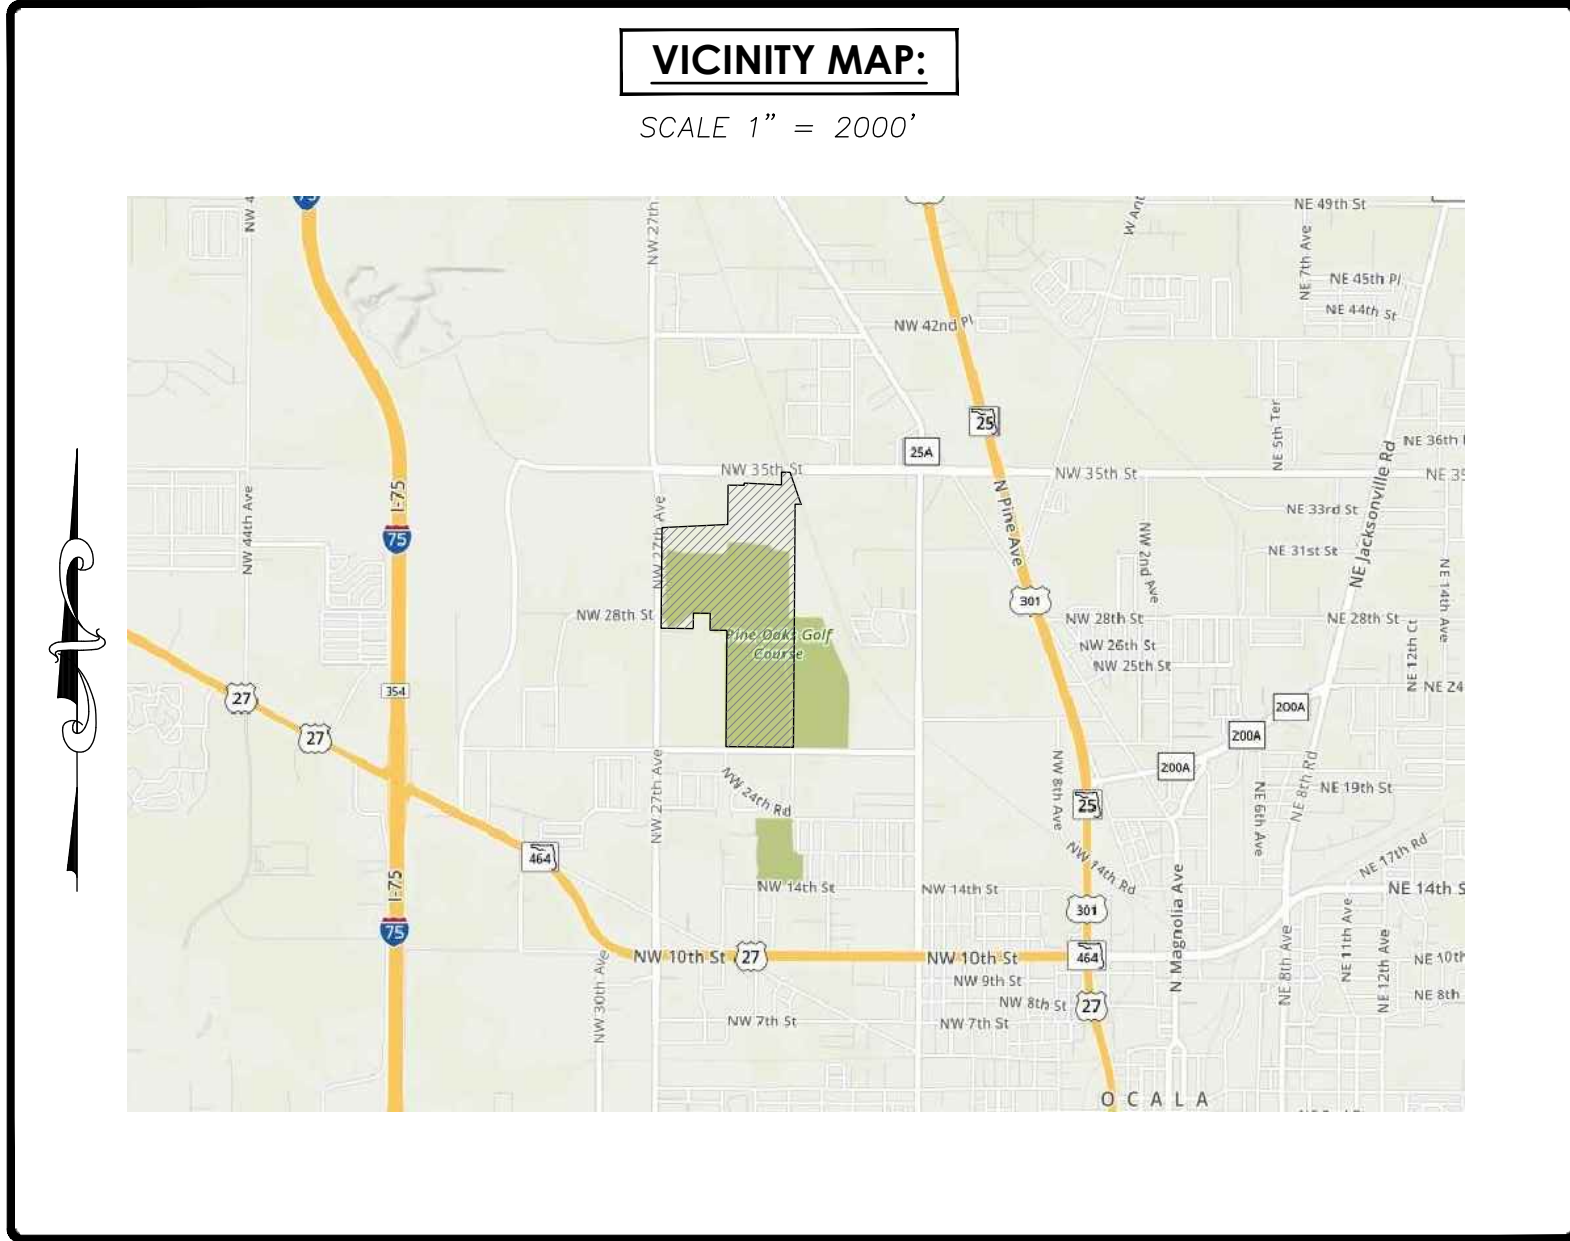 VICINITY MAP:
SCALE 1" = 2000'
NE 49th St
NW 27th
W Ant
NE 7th Ave
NE 45th Pl
NE 44th St
NW 42nd Pl
25
25A
NE 5th Ter
NE 36th
NW 35th St
NW 35th St
NE 35
I-75
NW 44th Ave
NW 27th Ave
N Pine Ave
NE Jacksonville Rd
NE 33rd St
75
NW 2nd Ave
NE 31st St
NE 14th Ave
301
NW 28th St
NW 28th St
NE 28th St
Pine Oaks Golf
Course
NW 26th St
NW 25th St
NE 12th Ct
NE 24
354
27
27
200A
200A
200A
NW 27th Ave
NW 24th Rd
NW 8th Ave
25
NE 6th Ave
NE 8th Rd
NE 19th St
464
NW 14th Rd
NE 17th Rd
I-75
NW 14th St
NW 14th St
NE 14th S
301
N Magnolia Ave
75
NE 8th Ave
NE 11th Ave
NE 12th Ave
NW 10th St
27
NW 10th St
464
NE 10th
NW 30th Ave
NW 9th St
NW 8th St
27
NE 8th
NW 7th St
NW 7th St
OCALA